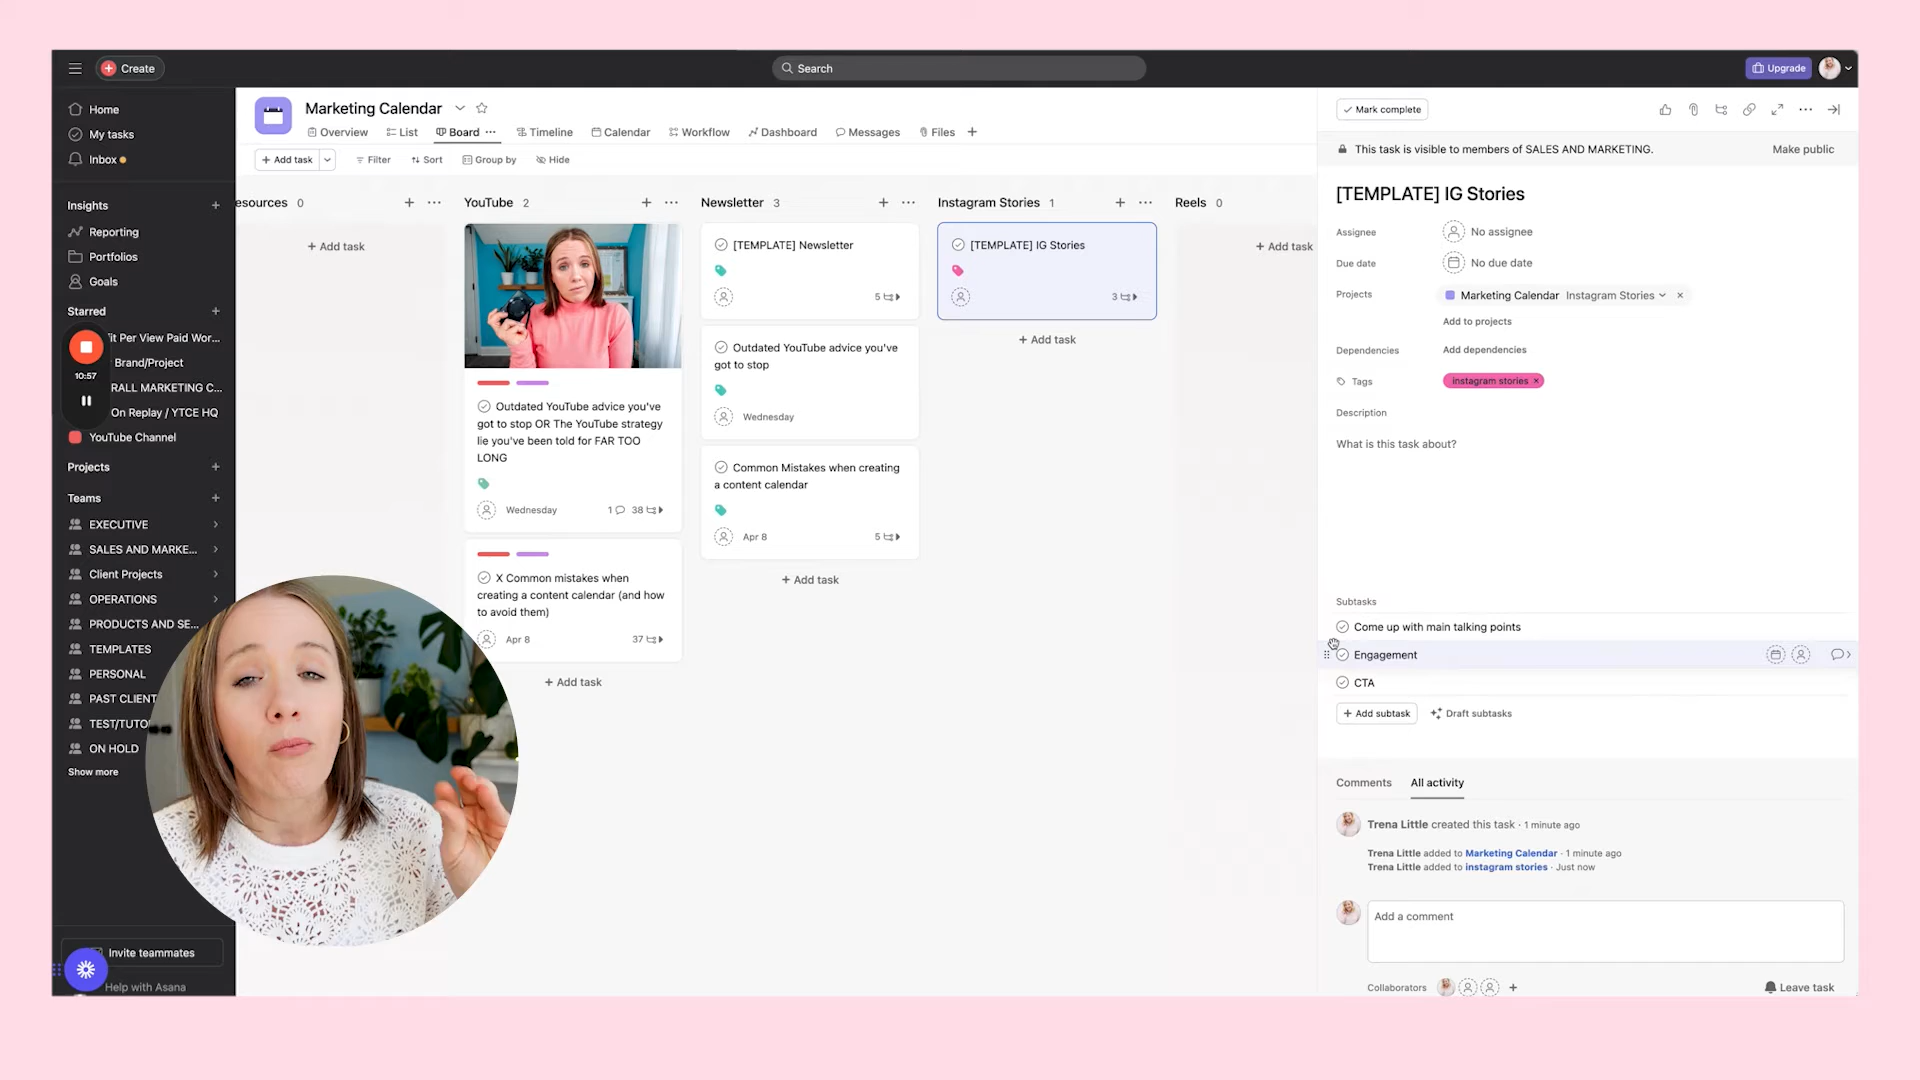 Create
Search
Upgrade
Home
My tasks
Inbox
Insights
Reporting
Portfolios
Goals
Starred
it Per View Paid Wor...
Brand/Project
10:57
RALL MARKETING C...
On Replay / YTCE HQ
YouTube Channel
Projects
Teams
EXECUTIVE
SALES AND MARKE...
Client Projects
OPERATIONS
PRODUCTS AND SE...
TEMPLATES
PERSONAL
PAST CLIENT
TEST/TUTO
ON HOLD
Show more
Invite teammates
Help with Asana
Marketing Calendar
Overview List Board Timeline Calendar Workflow Dashboard Messages Files
Add task Filter Sort Group by Hide
esources 0
+ Add task
YouTube 2
Outdated YouTube advice you've
got to stop OR The YouTube strategy
lie you've been told for FAR TOO
LONG
Wednesday 1 38
X Common mistakes when
creating a content calendar (and how
to avoid them)
Apr 8 37
+ Add task
Newsletter 3
[TEMPLATE] Newsletter
5
Outdated YouTube advice you've
got to stop
Wednesday
Common Mistakes when creating
a content calendar
Apr 8 5
+ Add task
Instagram Stories 1
[TEMPLATE] IG Stories
3
+ Add task
Reels 0
+ Add task
Mark complete
This task is visible to members of SALES AND MARKETING. Make public
[TEMPLATE] IG Stories
Assignee No assignee
Due date No due date
Projects Marketing Calendar Instagram Stories ×
Add to projects
Dependencies Add dependencies
Tags instagram stories ×
Description
What is this task about?
Subtasks
Come up with main talking points
Engagement
CTA
+ Add subtask Draft subtasks
Comments All activity
Trena Little created this task · 1 minute ago
Trena Little added to Marketing Calendar · 1 minute ago
Trena Little added to instagram stories · Just now
Add a comment
Collaborators + Leave task